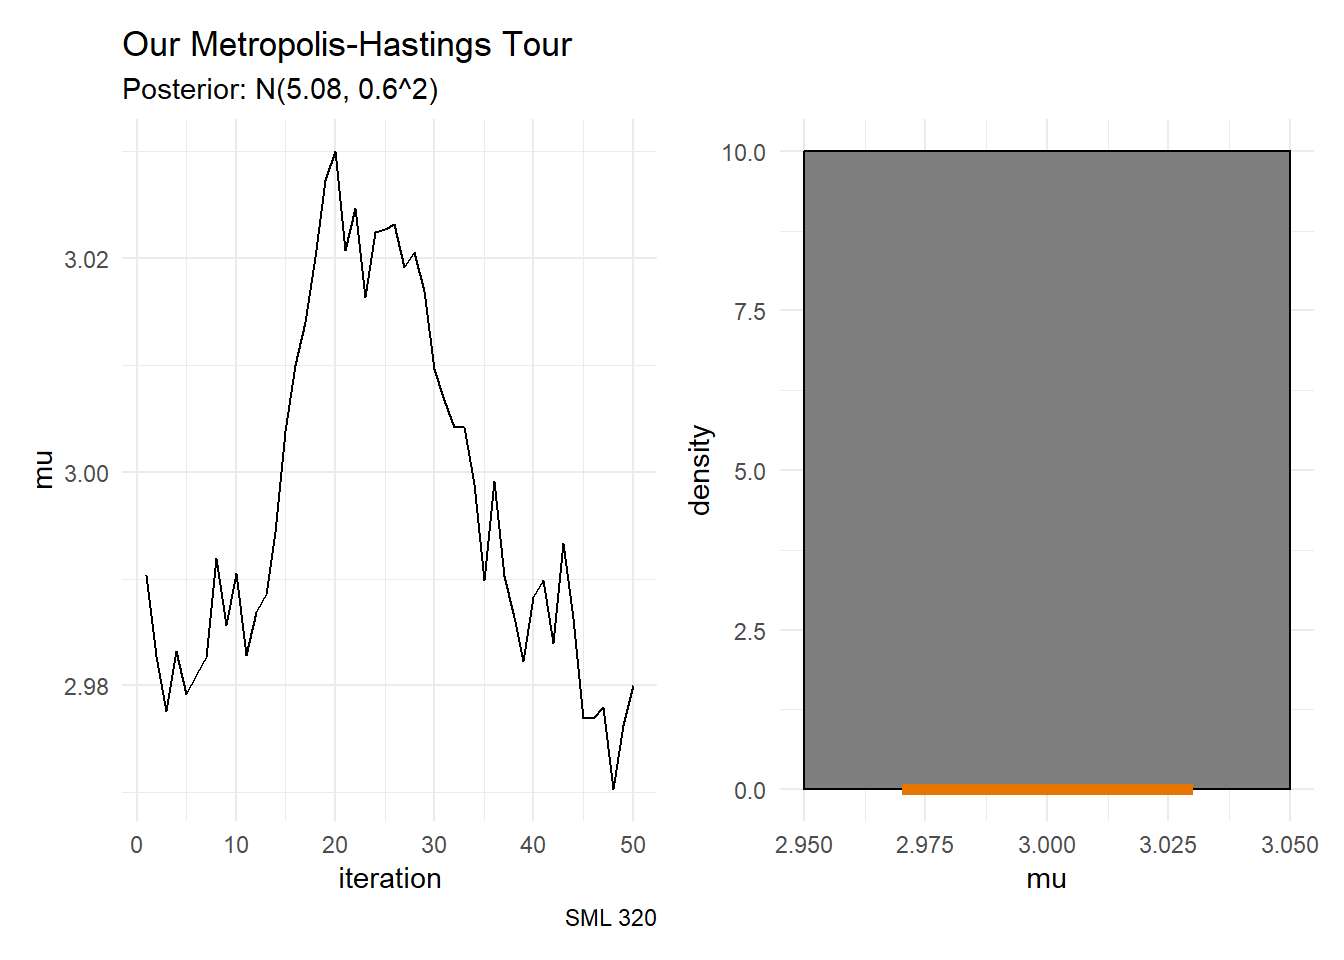 Our Metropolis-Hastings Tour
Posterior: N(5.08, 0.6^2)
mu
3.02
3.00
2.98
0 10 20 30 40 50
iteration
SML 320
density
10.0
7.5
5.0
2.5
0.0
2.950 2.975 3.000 3.025 3.050
mu